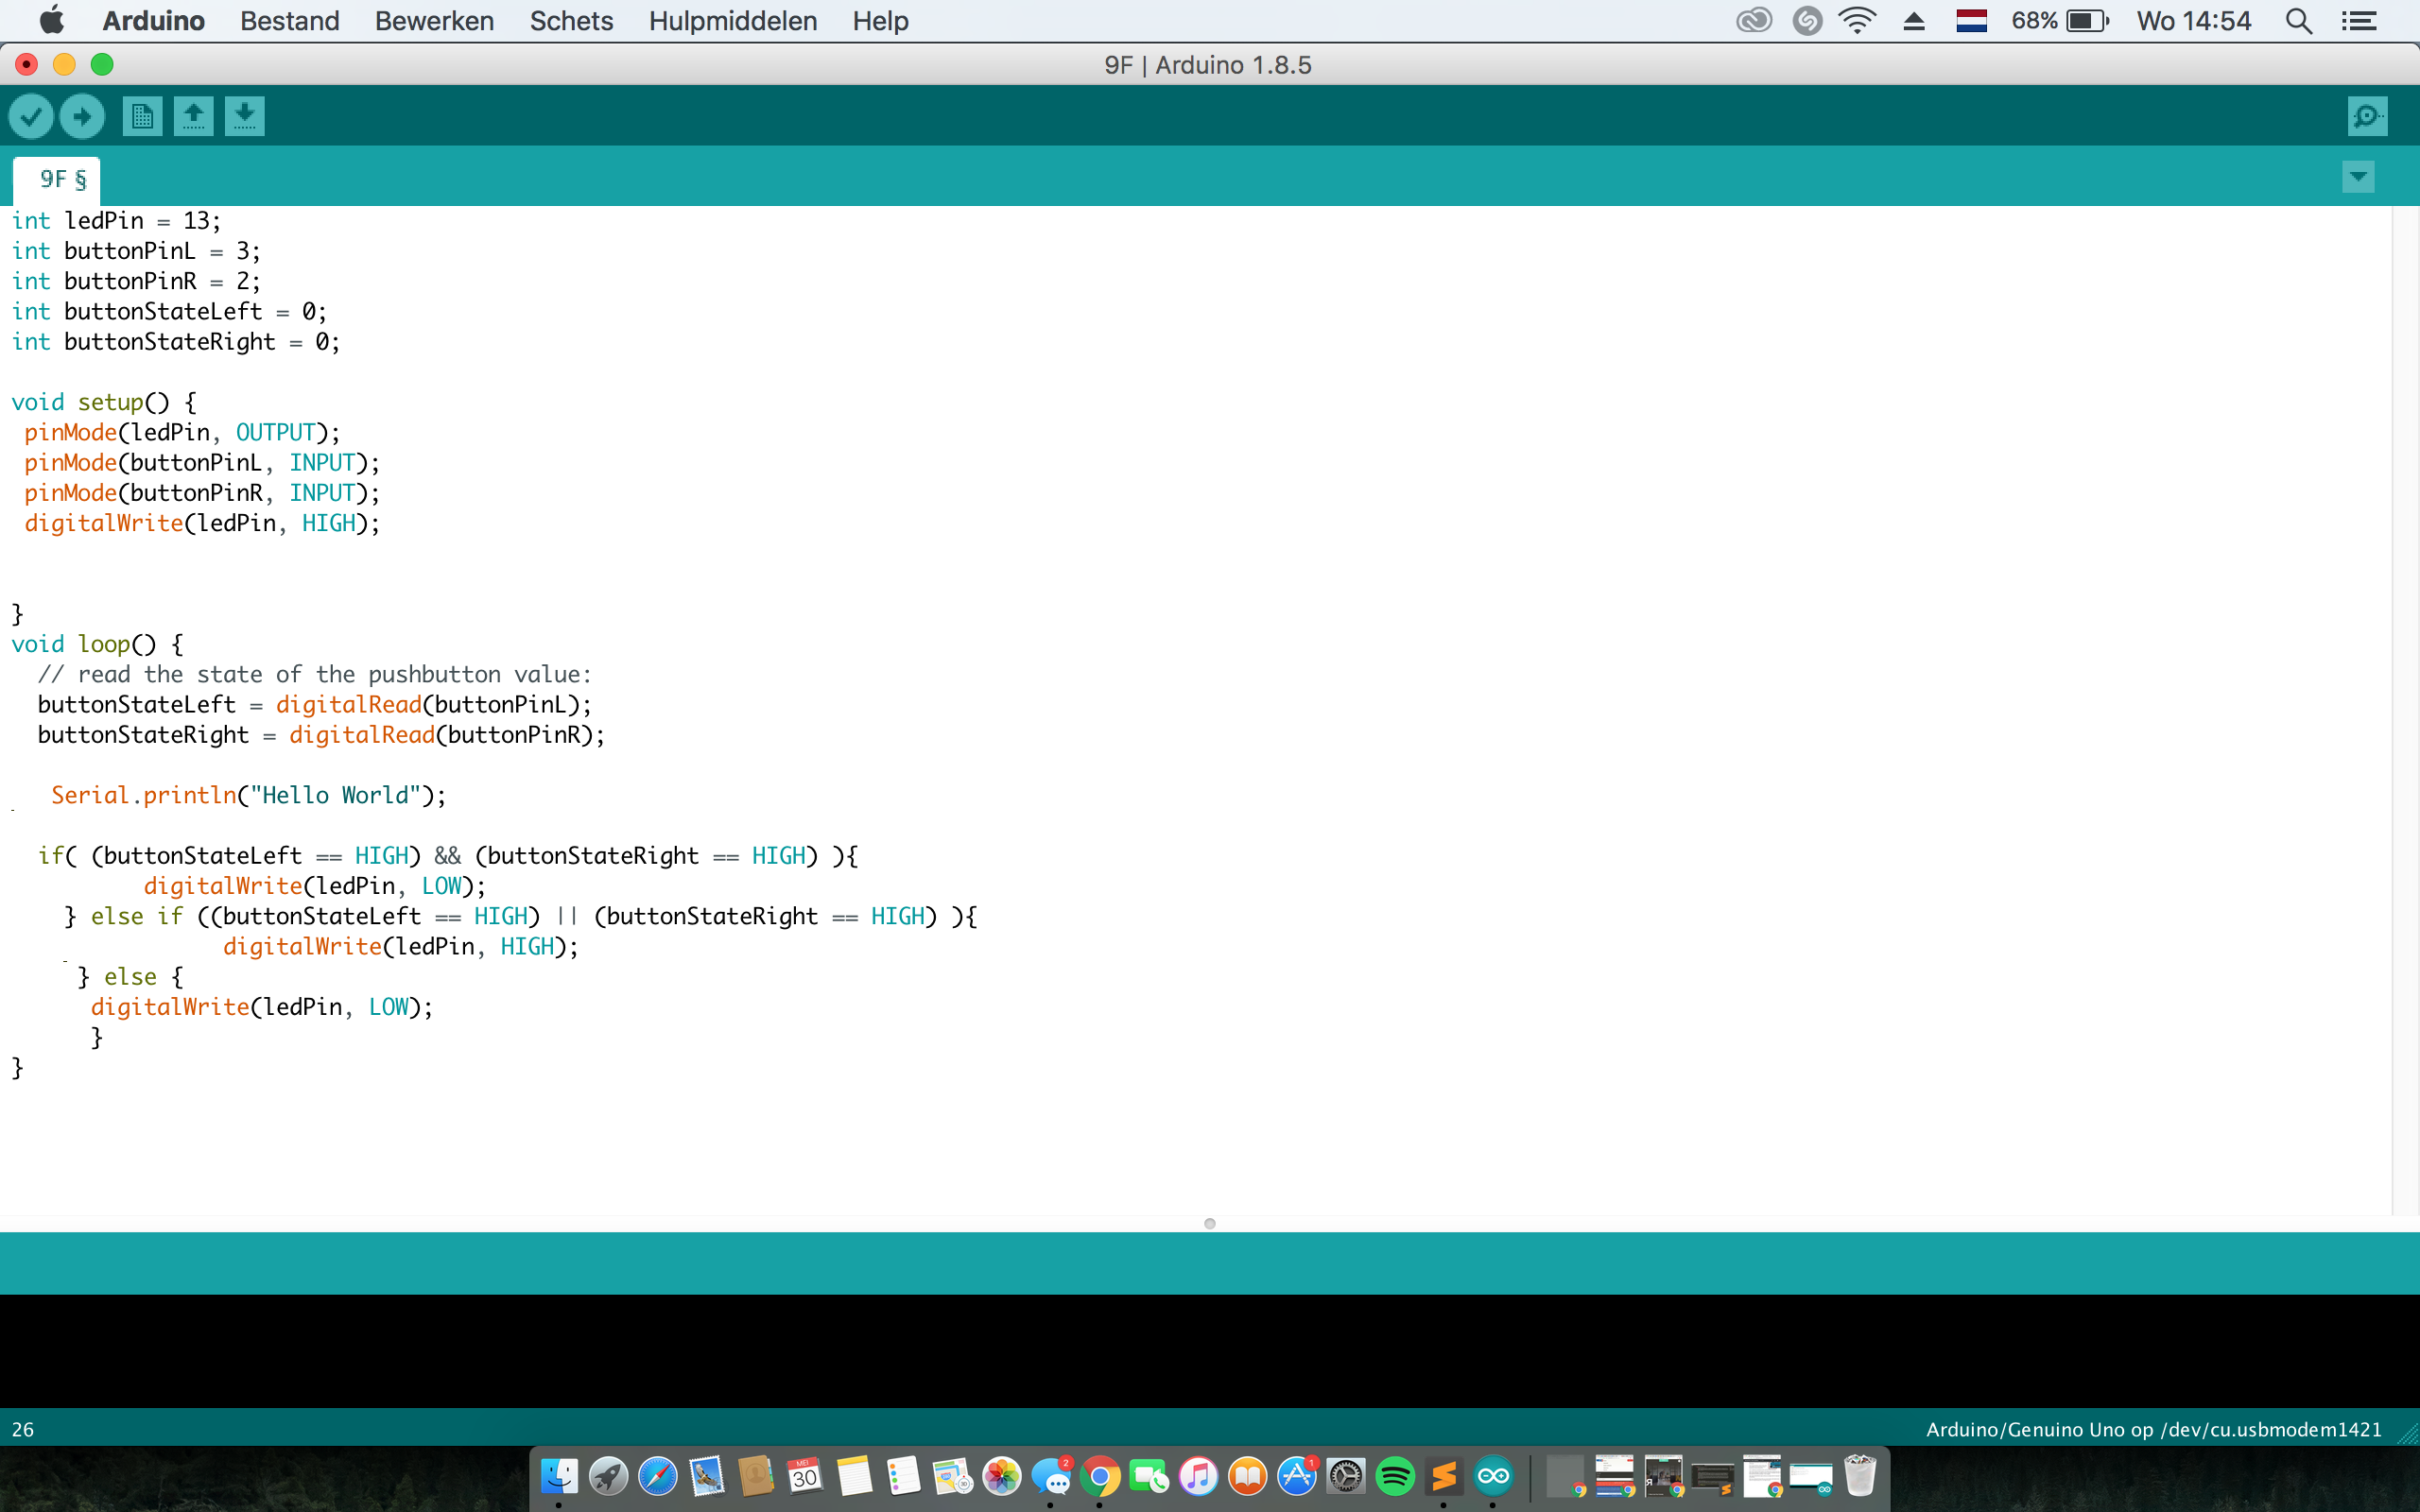 Arduino Bestand Bewerken Schets Hulpmiddelen Help 68% Wo 14:54
9F | Arduino 1.8.5
9F §
int ledPin = 13;
int buttonPinL = 3;
int buttonPinR = 2;
int buttonStateLeft = 0;
int buttonStateRight = 0;
void setup() {
pinMode(ledPin, OUTPUT);
pinMode(buttonPinL, INPUT);
pinMode(buttonPinR, INPUT);
digitalWrite(ledPin, HIGH);
}
void loop() {
// read the state of the pushbutton value:
buttonStateLeft = digitalRead(buttonPinL);
buttonStateRight = digitalRead(buttonPinR);
Serial.println("Hello World");
if( (buttonStateLeft == HIGH) && (buttonStateRight == HIGH) ){
digitalWrite(ledPin, LOW);
} else if ((buttonStateLeft == HIGH) || (buttonStateRight == HIGH) ){
digitalWrite(ledPin, HIGH);
} else {
digitalWrite(ledPin, LOW);
}
}
26 Arduino/Genuino Uno op /dev/cu.usbmodem1421
MEI
30
2
1